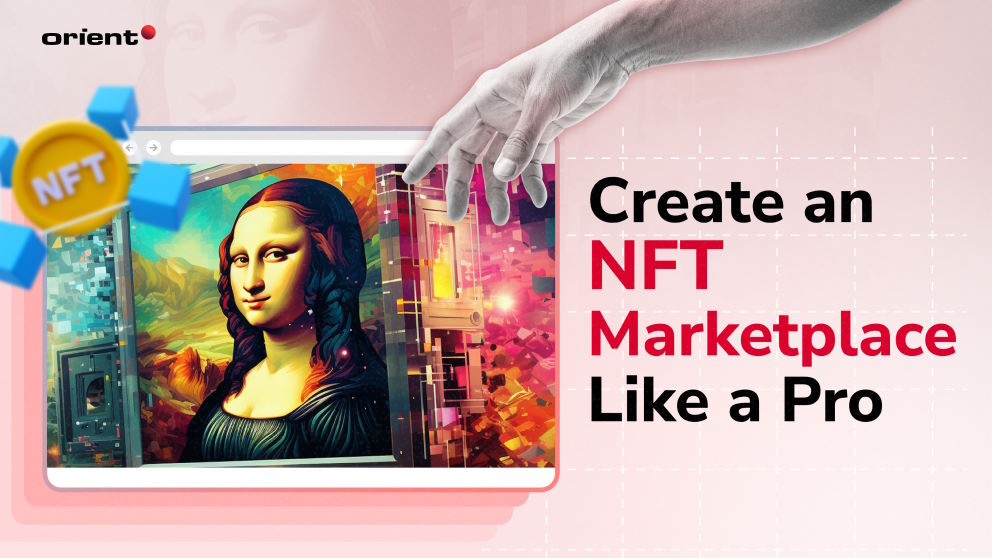 orient
NFT
Create an
NFT
Marketplace
Like a Pro